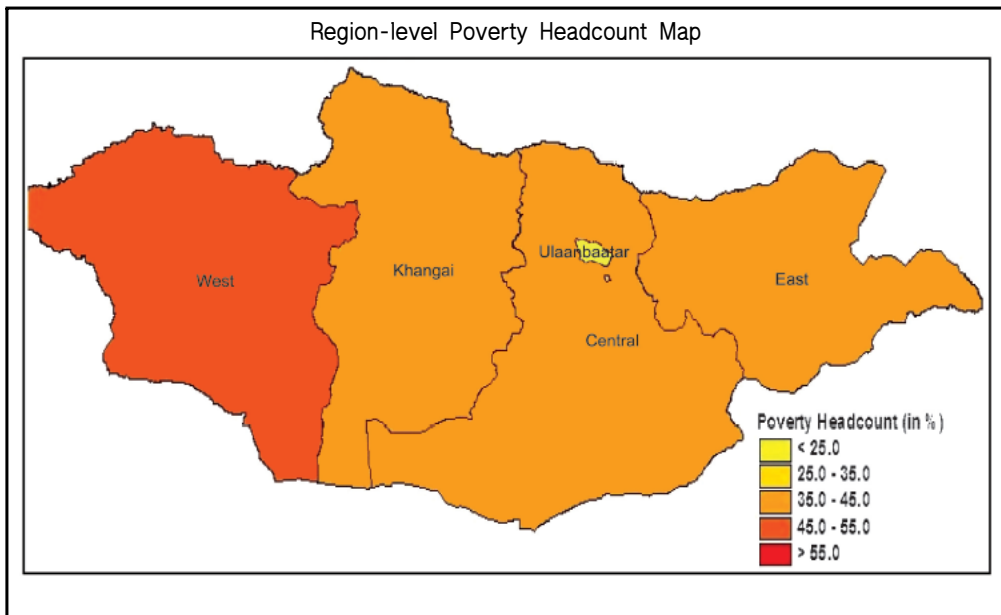 Region-level Poverty Headcount Map
West
Khangai
Ulaanbaatar
East
Central
Poverty Headcount (in %)
< 25.0
25.0 - 35.0
35.0 - 45.0
45.0 - 55.0
> 55.0